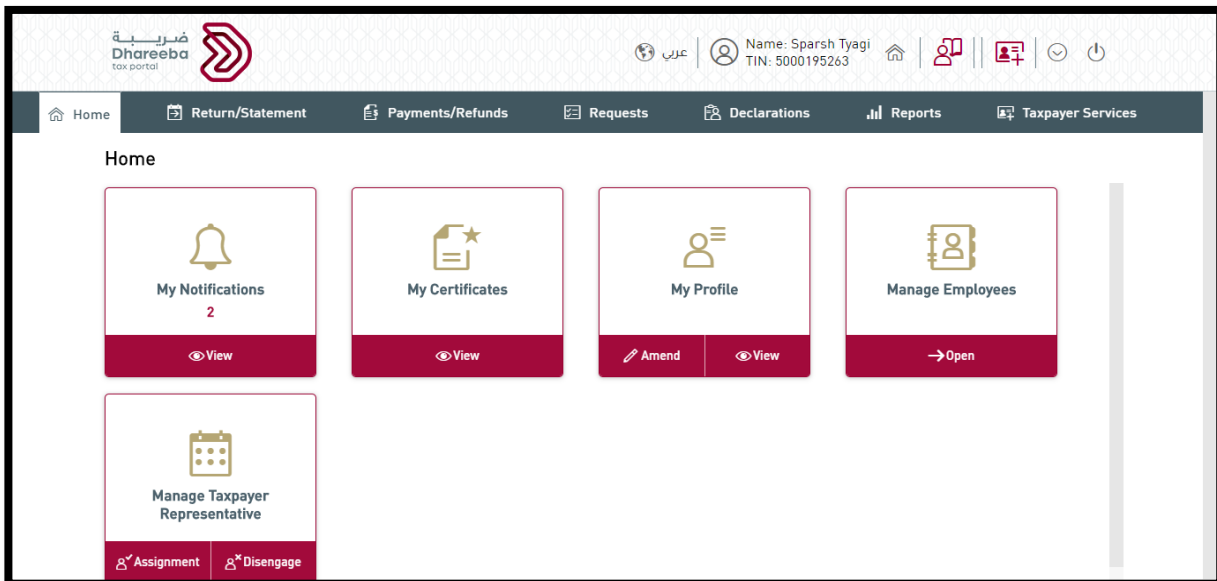 ضريبة
Dhareeba
tax portal
عربي
Name: Sparsh Tyagi
TIN: 5000195263
Home
Return/Statement
Payments/Refunds
Requests
Declarations
Reports
Taxpayer Services
Home
My Notifications
2
View
My Certificates
View
My Profile
Amend
View
Manage Employees
Open
Manage Taxpayer
Representative
Assignment
Disengage